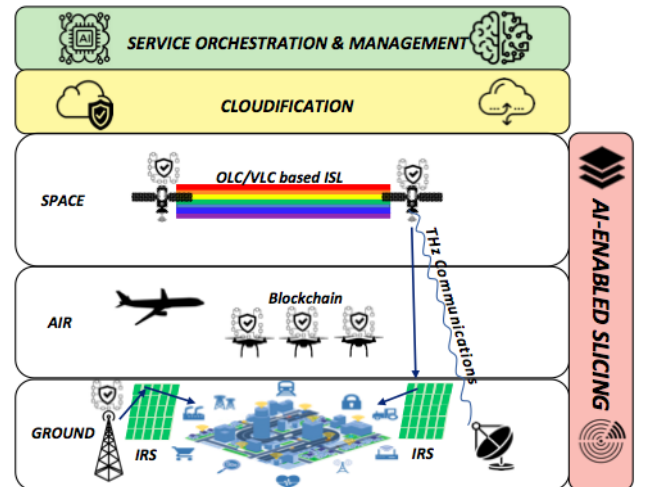 AI
SERVICE ORCHESTRATION & MANAGEMENT
CLOUDIFICATION
SPACE
OLC/VLC based ISL
THz Communications
AIR
Blockchain
GROUND
IRS
IRS
AI-ENABLED SLICING